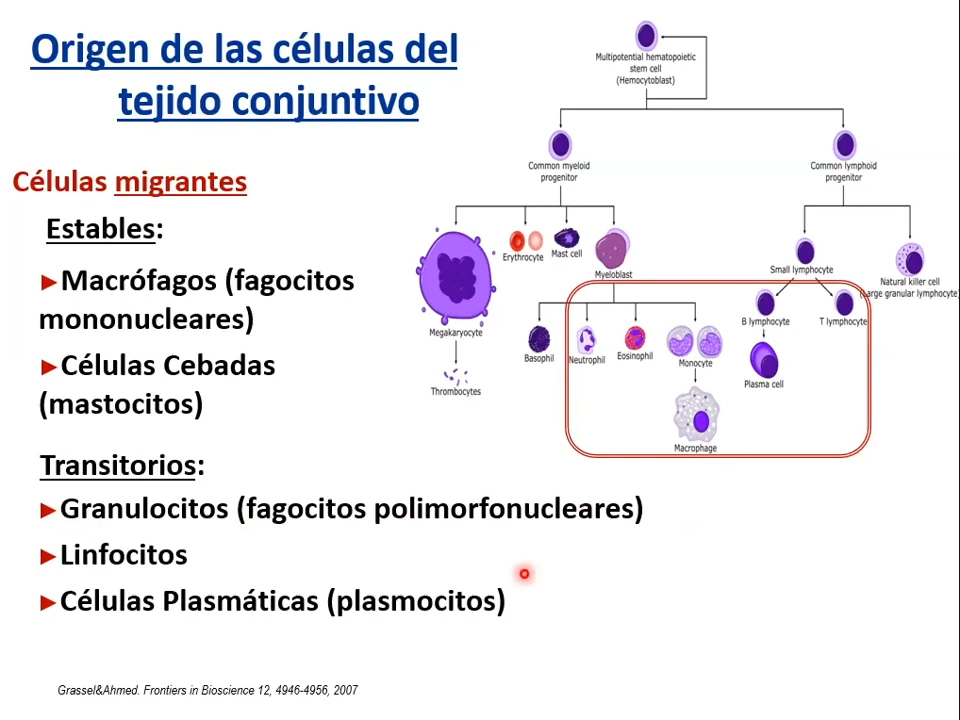 Origen de las células del
tejido conjuntivo
Células migrantes
Estables:
►Macrófagos (fagocitos
mononucleares)
►Células Cebadas
(mastocitos)
Transitorios:
►Granulocitos (fagocitos polimorfonucleares)
►Linfocitos
►Células Plasmáticas (plasmocitos)
Grassel&Ahmed. Frontiers in Bioscience 12, 4946-4956, 2007
Multipotential hematopoietic
stem cell
(Hemocytoblast)
Common myeloid
progenitor
Common lymphoid
progenitor
Erythrocyte
Mast cell
Myeloblast
Small lymphocyte
Natural killer cell
(Large granular lymphocyte)
Megakaryocyte
Thrombocytes
Basophil
Neutrophil
Eosinophil
Monocyte
Macrophage
B lymphocyte
T lymphocyte
Plasma cell